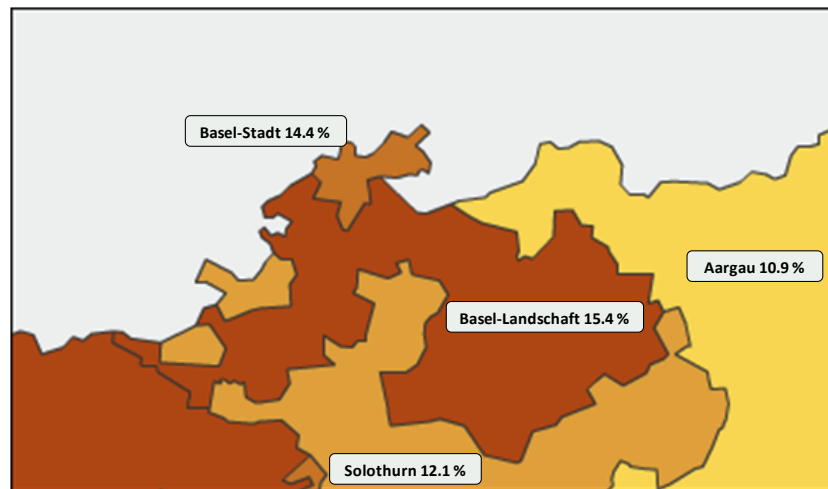 Basel-Stadt 14.4 %
Aargau 10.9 %
Basel-Landschaft 15.4 %
Solothurn 12.1 %